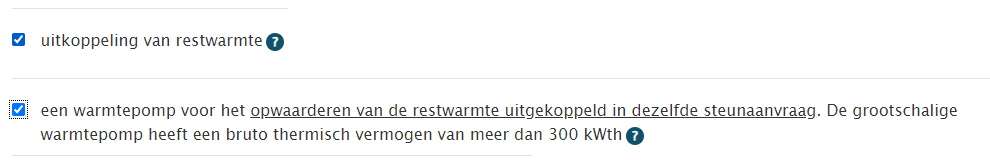 uitkoppeling van restwarmte ?
een warmtepomp voor het opwaarderen van de restwarmte uitgekoppeld in dezelfde steunaanvraag. De grootschalige
warmtepomp heeft een bruto thermisch vermogen van meer dan 300 kWth ?